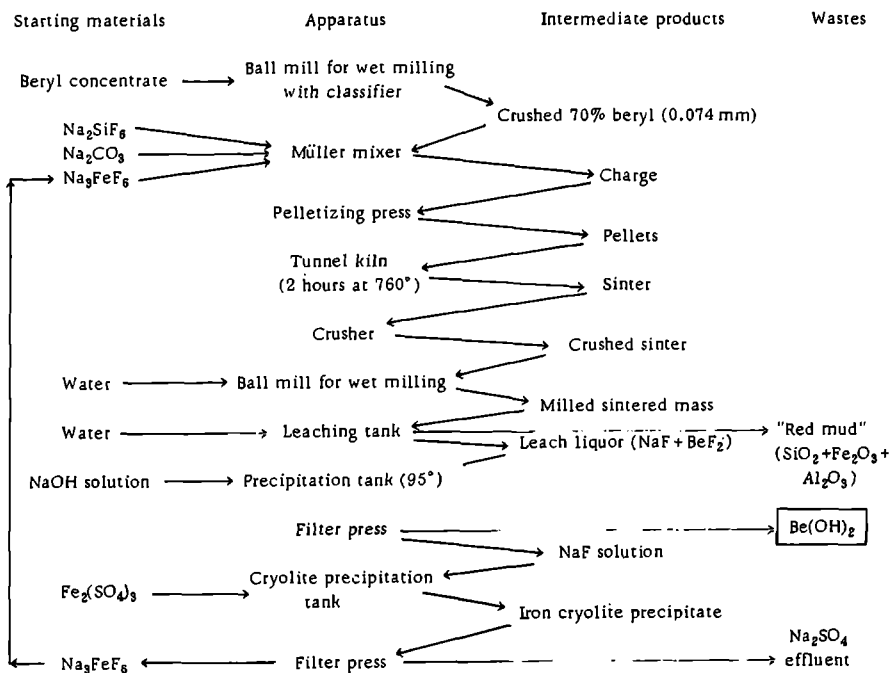 Starting materials Apparatus Intermediate products Wastes
Beryl concentrate Ball mill for wet milling
with classifier
Crushed 70% beryl (0.074 mm)
Na₂SiF₆
Na₂CO₃ Müller mixer
Na₃FeF₆ Charge
Pelletizing press
Pellets
Tunnel kiln
(2 hours at 760°) Sinter
Crusher
Crushed sinter
Water Ball mill for wet milling
Milled sintered mass
Water Leaching tank "Red mud"
Leach liquor (NaF + BeF₂) (SiO₂+Fe₂O₃+
NaOH solution Precipitation tank (95°) Al₂O₃)
Filter press Be(OH)₂
NaF solution
Fe₂(SO₄)₃ Cryolite precipitation
tank
Iron cryolite precipitate
Na₂SO₄
Na₃FeF₆ Filter press effluent